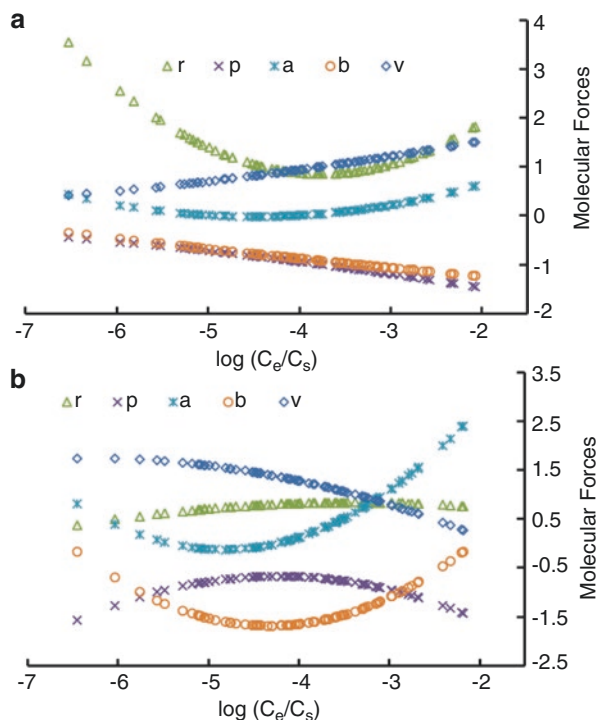 a
r p a b v
4
3
2
1
0
-1
-2
Molecular Forces
-7 -6 -5 -4 -3 -2
log (Ce/Cs)
b
r p a b v
3.5
2.5
1.5
0.5
-0.5
-1.5
-2.5
Molecular Forces
-7 -6 -5 -4 -3 -2
log (Ce/Cs)